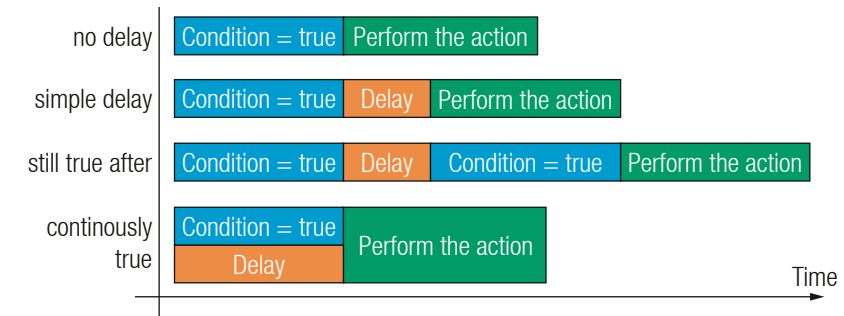 no delay Condition = true Perform the action
simple delay Condition = true Delay Perform the action
still true after Condition = true Delay Condition = true Perform the action
continously
true
Condition = true
Delay
Perform the action
Time